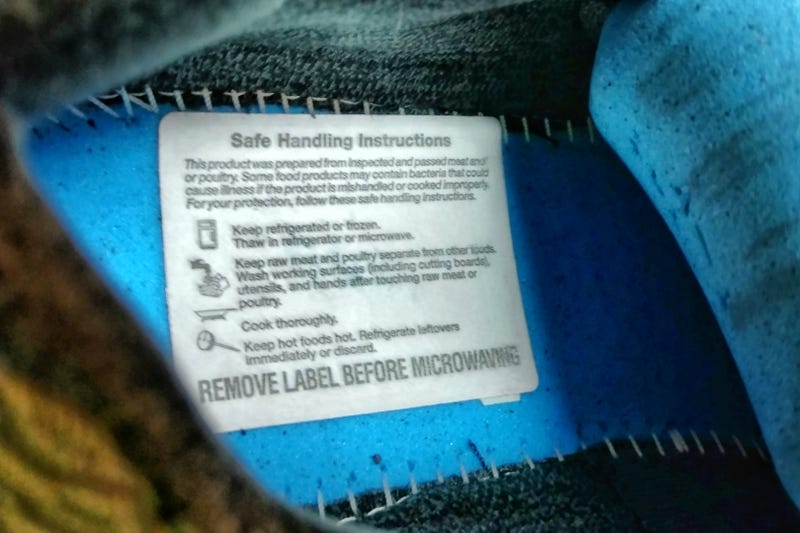 Safe Handling Instructions
This product was prepared from inspected and passed meat and/
or poultry. Some food products may contain bacteria that could
cause illness if the product is mishandled or cooked improperly.
For your protection, follow these safe handling instructions.
Keep refrigerated or frozen.
Thaw in refrigerator or microwave.
Keep raw meat and poultry separate from other foods.
Wash working surfaces (including cutting boards),
utensils, and hands after touching raw meat or
poultry.
Cook thoroughly.
Keep hot foods hot. Refrigerate leftovers
immediately or discard.
REMOVE LABEL BEFORE MICROWAVING